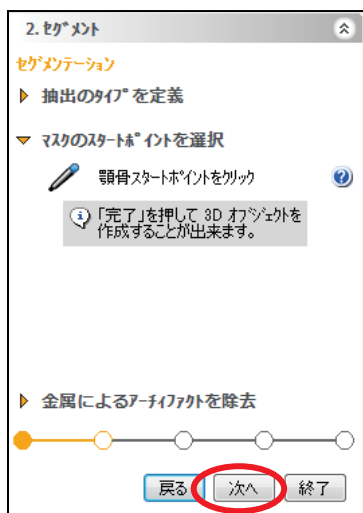 2. ｾｸﾞﾒﾝﾄ
ｾｸﾞﾒﾝﾃｰｼｮﾝ
抽出のﾀｲﾌﾟを定義
ﾏｽｸのｽﾀｰﾄﾎﾟｲﾝﾄを選択
顎骨ｽﾀｰﾄﾎﾟｲﾝﾄをｸﾘｯｸ
「完了」を押して 3D ｵﾌﾞｼﾞｪｸﾄを
作成することが出来ます。
金属によるｱｰﾁｨﾌｧｸﾄを除去
戻る 次へ 終了